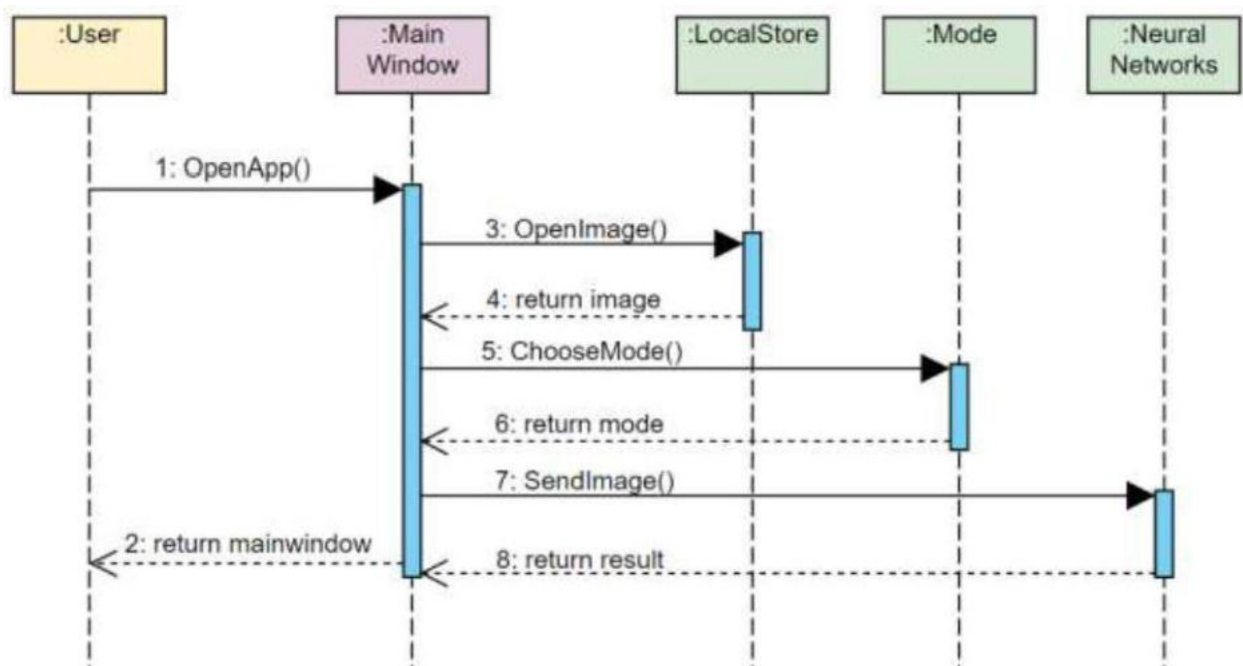 :User
:Main
Window
:LocalStore
:Mode
:Neural
Networks
1: OpenApp()
3: OpenImage()
4: return image
5: ChooseMode()
6: return mode
7: SendImage()
2: return mainwindow
8: return result